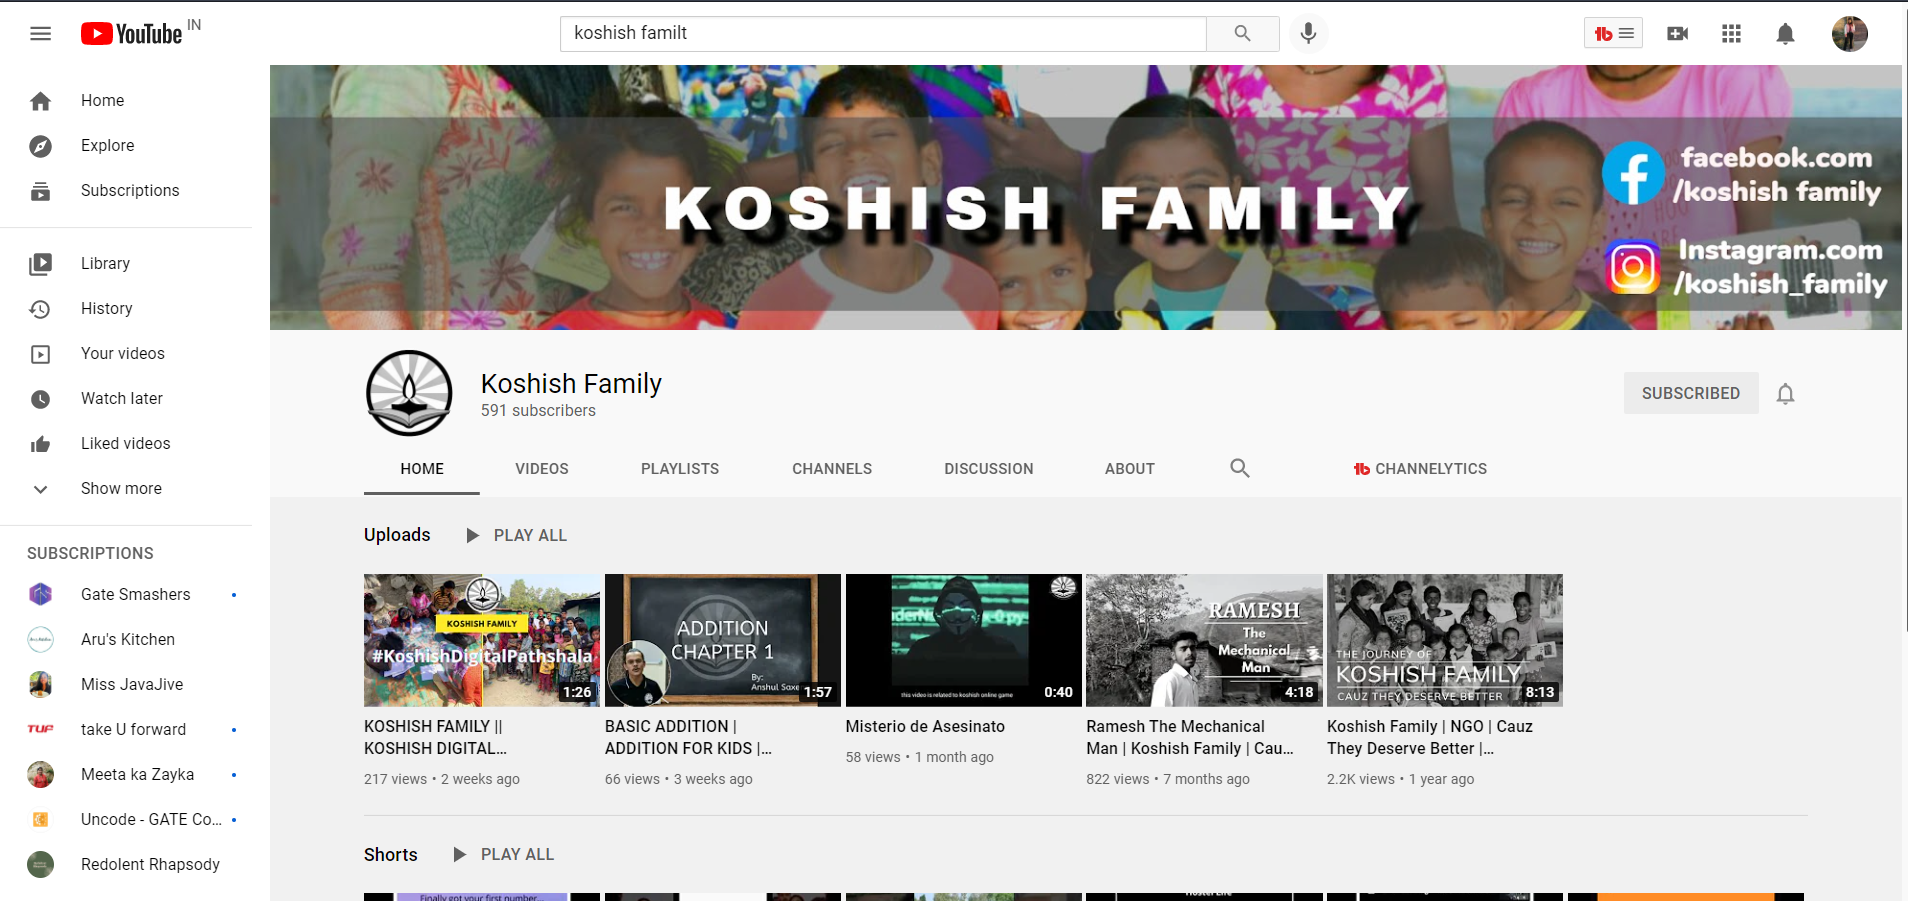 YouTube IN
koshish familt
Home
Explore
Subscriptions
Library
History
Your videos
Watch later
Liked videos
Show more
SUBSCRIPTIONS
Gate Smashers
Aru's Kitchen
Miss JavaJive
take U forward
Meeta ka Zayka
Uncode - GATE Co...
Redolent Rhapsody
KOSHISH FAMILY
facebook.com
/koshish family
Instagram.com
/koshish_family
Koshish Family
591 subscribers
SUBSCRIBED
HOME
VIDEOS
PLAYLISTS
CHANNELS
DISCUSSION
ABOUT
CHANNELYTICS
Uploads
PLAY ALL
KOSHISH FAMILY
#KoshishDigitalPathshala
1:26
KOSHISH FAMILY ||
KOSHISH DIGITAL...
217 views • 2 weeks ago
ADDITION
CHAPTER 1
By:
Anshul Saxe
1:57
BASIC ADDITION |
ADDITION FOR KIDS |...
66 views • 3 weeks ago
this video is related to koshish online game
0:40
Misterio de Asesinato
58 views • 1 month ago
RAMESH
The
Mechanical
Man
4:18
Ramesh The Mechanical
Man | Koshish Family | Cau...
822 views • 7 months ago
THE JOURNEY OF
KOSHISH FAMILY
CAUZ THEY DESERVE BETTER
8:13
Koshish Family | NGO | Cauz
They Deserve Better |...
2.2K views • 1 year ago
Shorts
PLAY ALL
Finally got your first number...